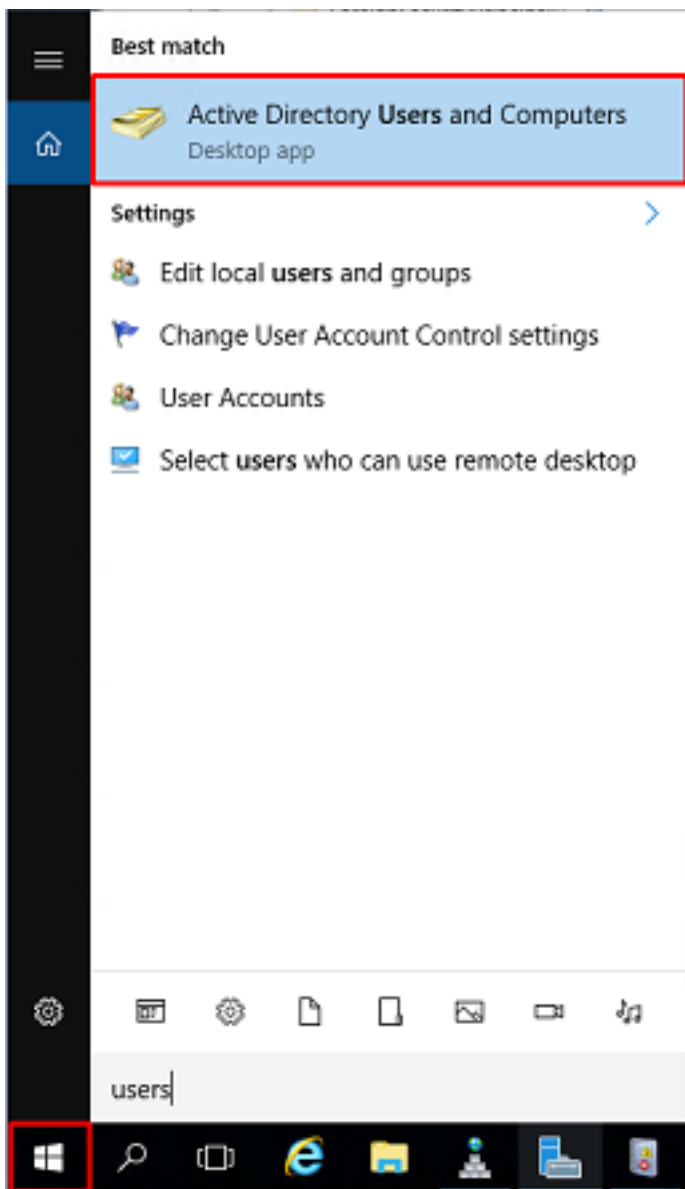 Best match
Active Directory Users and Computers
Desktop app
Settings
Edit local users and groups
Change User Account Control settings
User Accounts
Select users who can use remote desktop
users